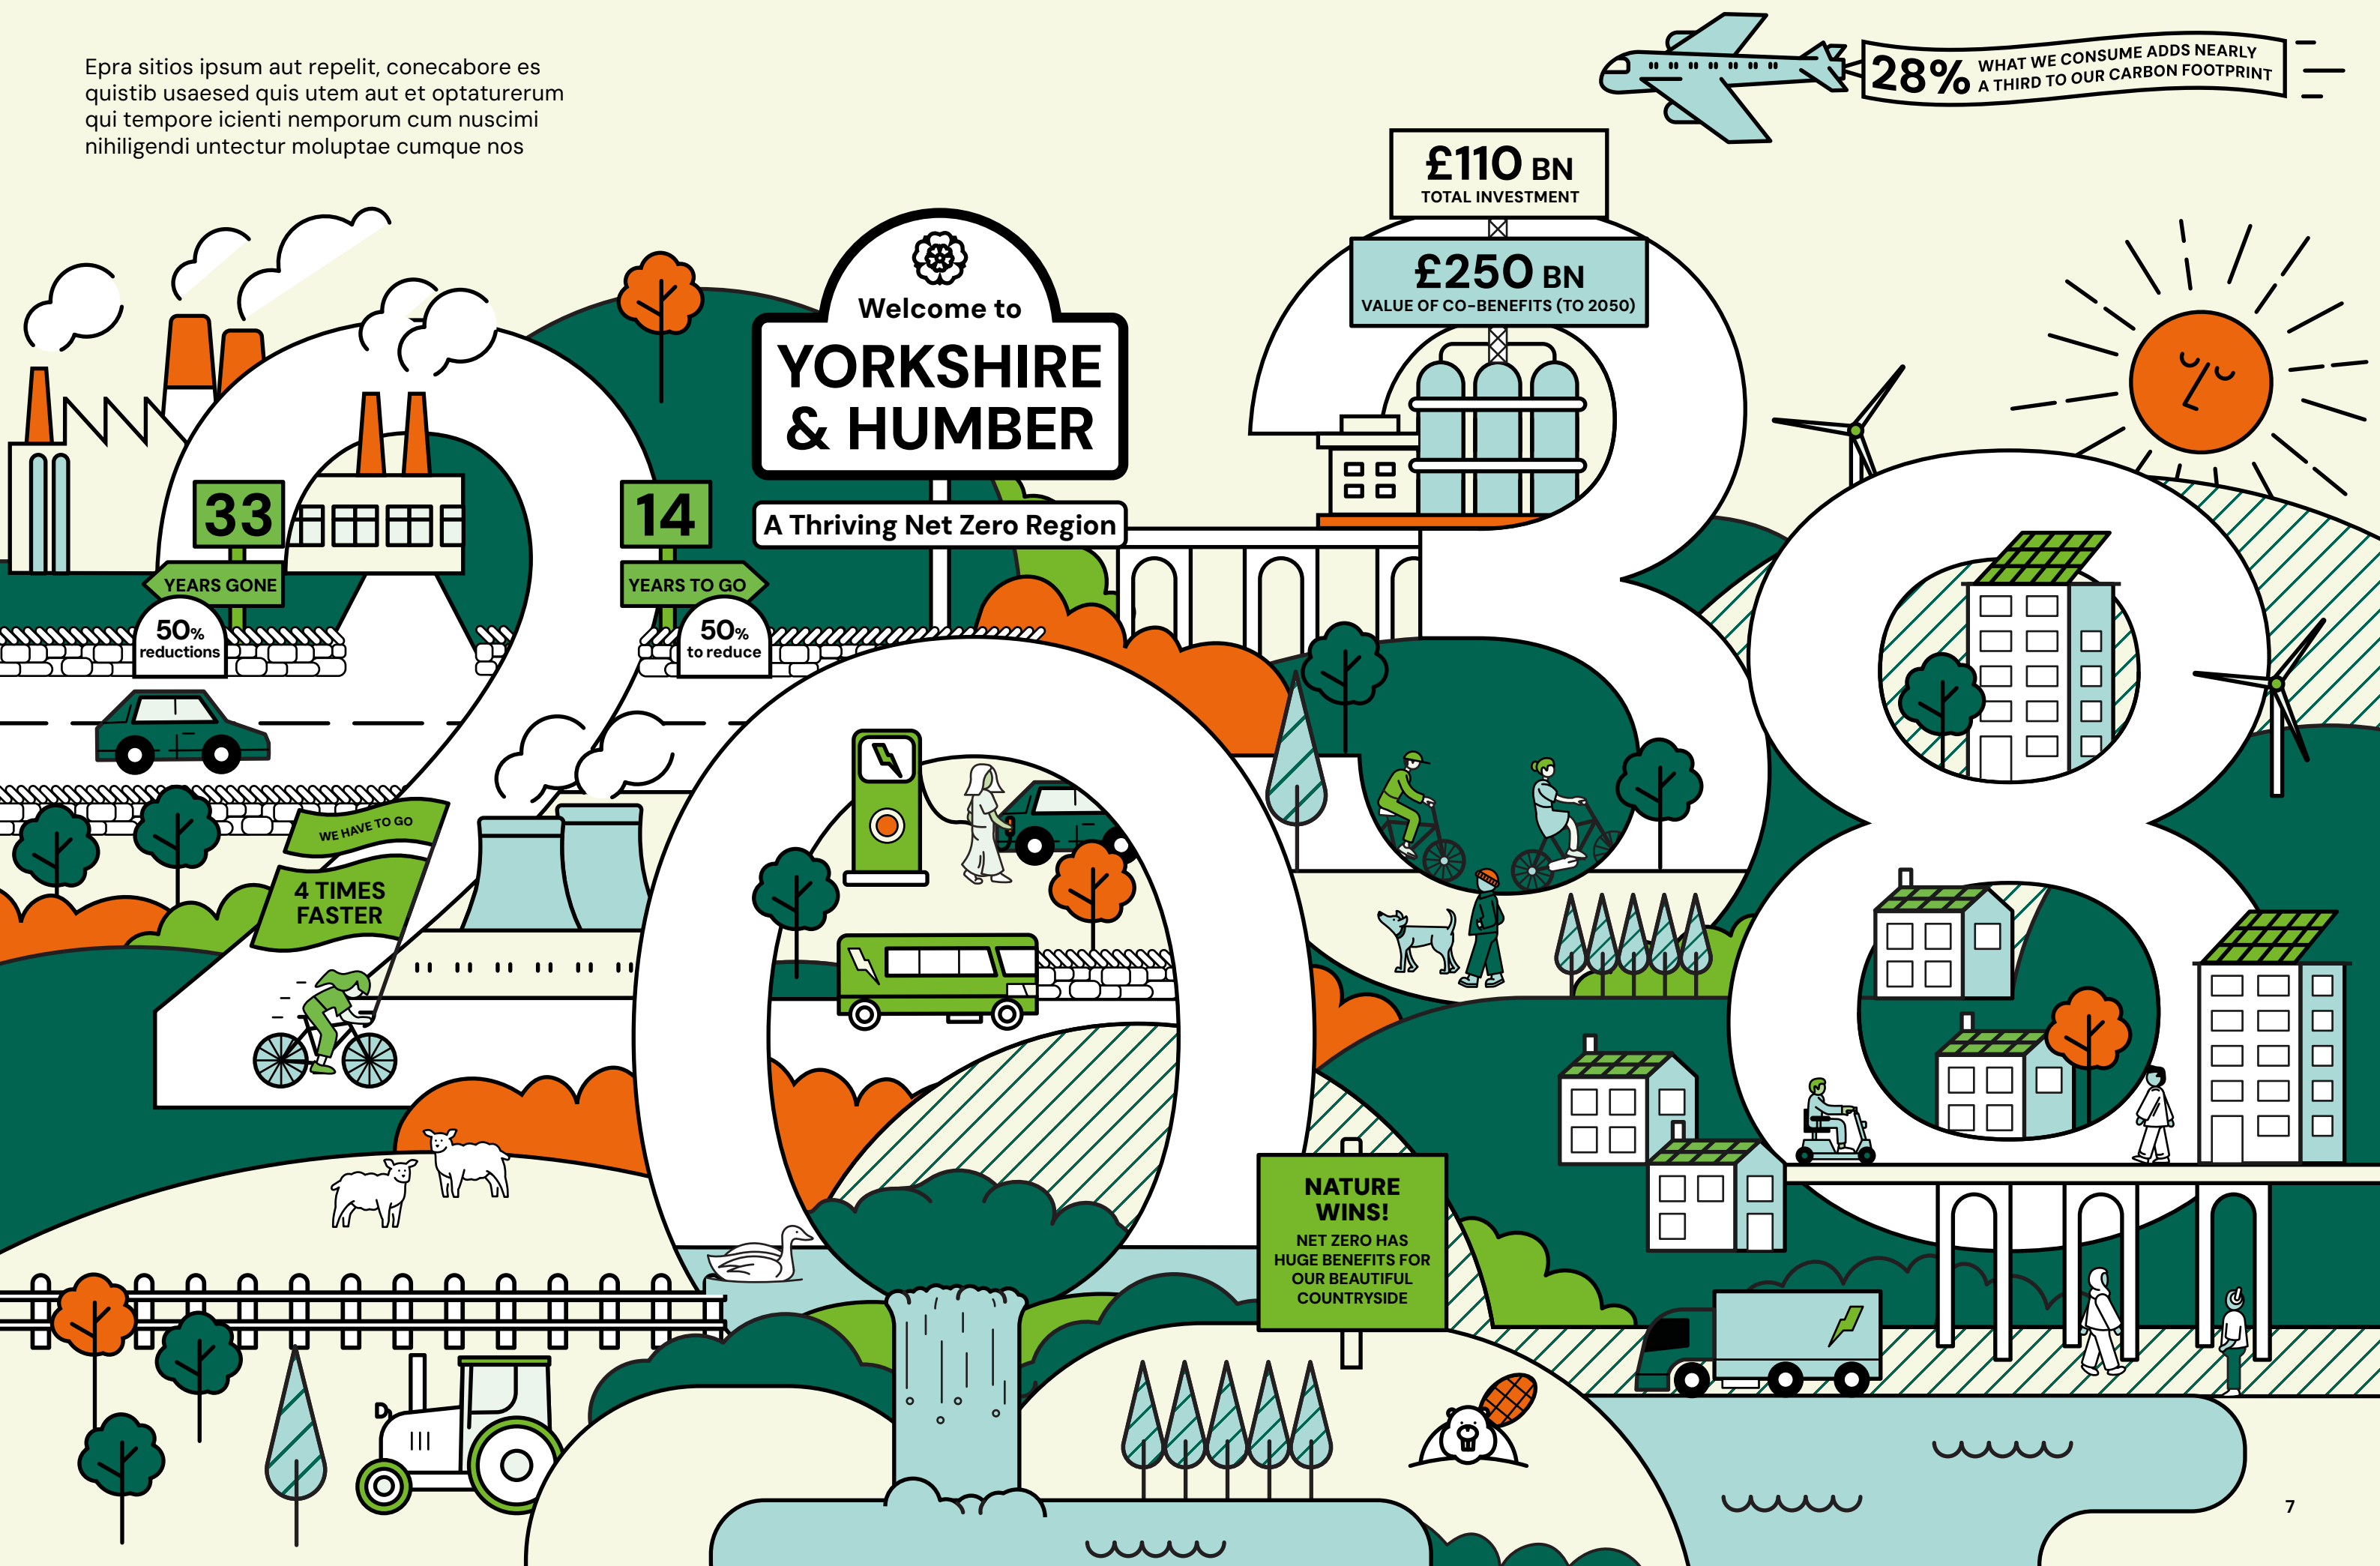 Epra sitios ipsum aut repelit, conecabore es
quistib usaesed quis utem aut et optaturerum
qui tempore icienti nemporum cum nuscimi
nihiligendi untectur moluptae cumque nos
28%
WHAT WE CONSUME ADDS NEARLY
A THIRD TO OUR CARBON FOOTPRINT
£110 BN
TOTAL INVESTMENT
£250 BN
VALUE OF CO-BENEFITS (TO 2050)
Welcome to
YORKSHIRE
& HUMBER
A Thriving Net Zero Region
33
YEARS GONE
50%
reductions
14
YEARS TO GO
50%
to reduce
WE HAVE TO GO
4 TIMES
FASTER
2038
NATURE
WINS!
NET ZERO HAS
HUGE BENEFITS FOR
OUR BEAUTIFUL
COUNTRYSIDE
7